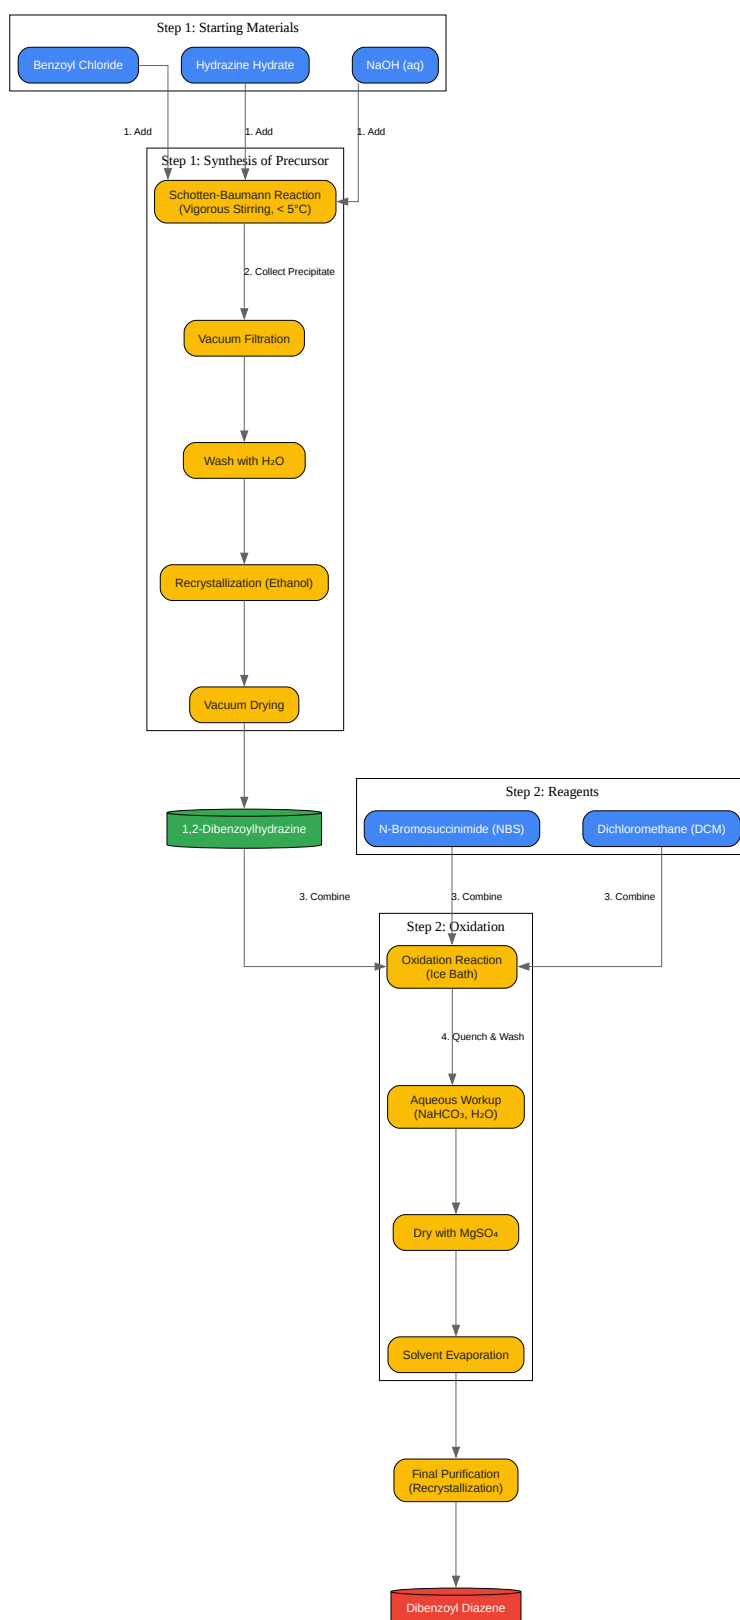 Step 1: Starting Materials
Benzoyl Chloride
Hydrazine Hydrate
NaOH (aq)
1. Add
1. Add
1. Add
Step 1: Synthesis of Precursor
Schotten-Baumann Reaction
(Vigorous Stirring, < 5°C)
2. Collect Precipitate
Vacuum Filtration
Wash with H₂O
Recrystallization (Ethanol)
Vacuum Drying
1,2-Dibenzoylhydrazine
Step 2: Reagents
N-Bromosuccinimide (NBS)
Dichloromethane (DCM)
3. Combine
3. Combine
3. Combine
Step 2: Oxidation
Oxidation Reaction
(Ice Bath)
4. Quench & Wash
Aqueous Workup
(NaHCO₃, H₂O)
Dry with MgSO₄
Solvent Evaporation
Final Purification
(Recrystallization)
Dibenzoyl Diazene